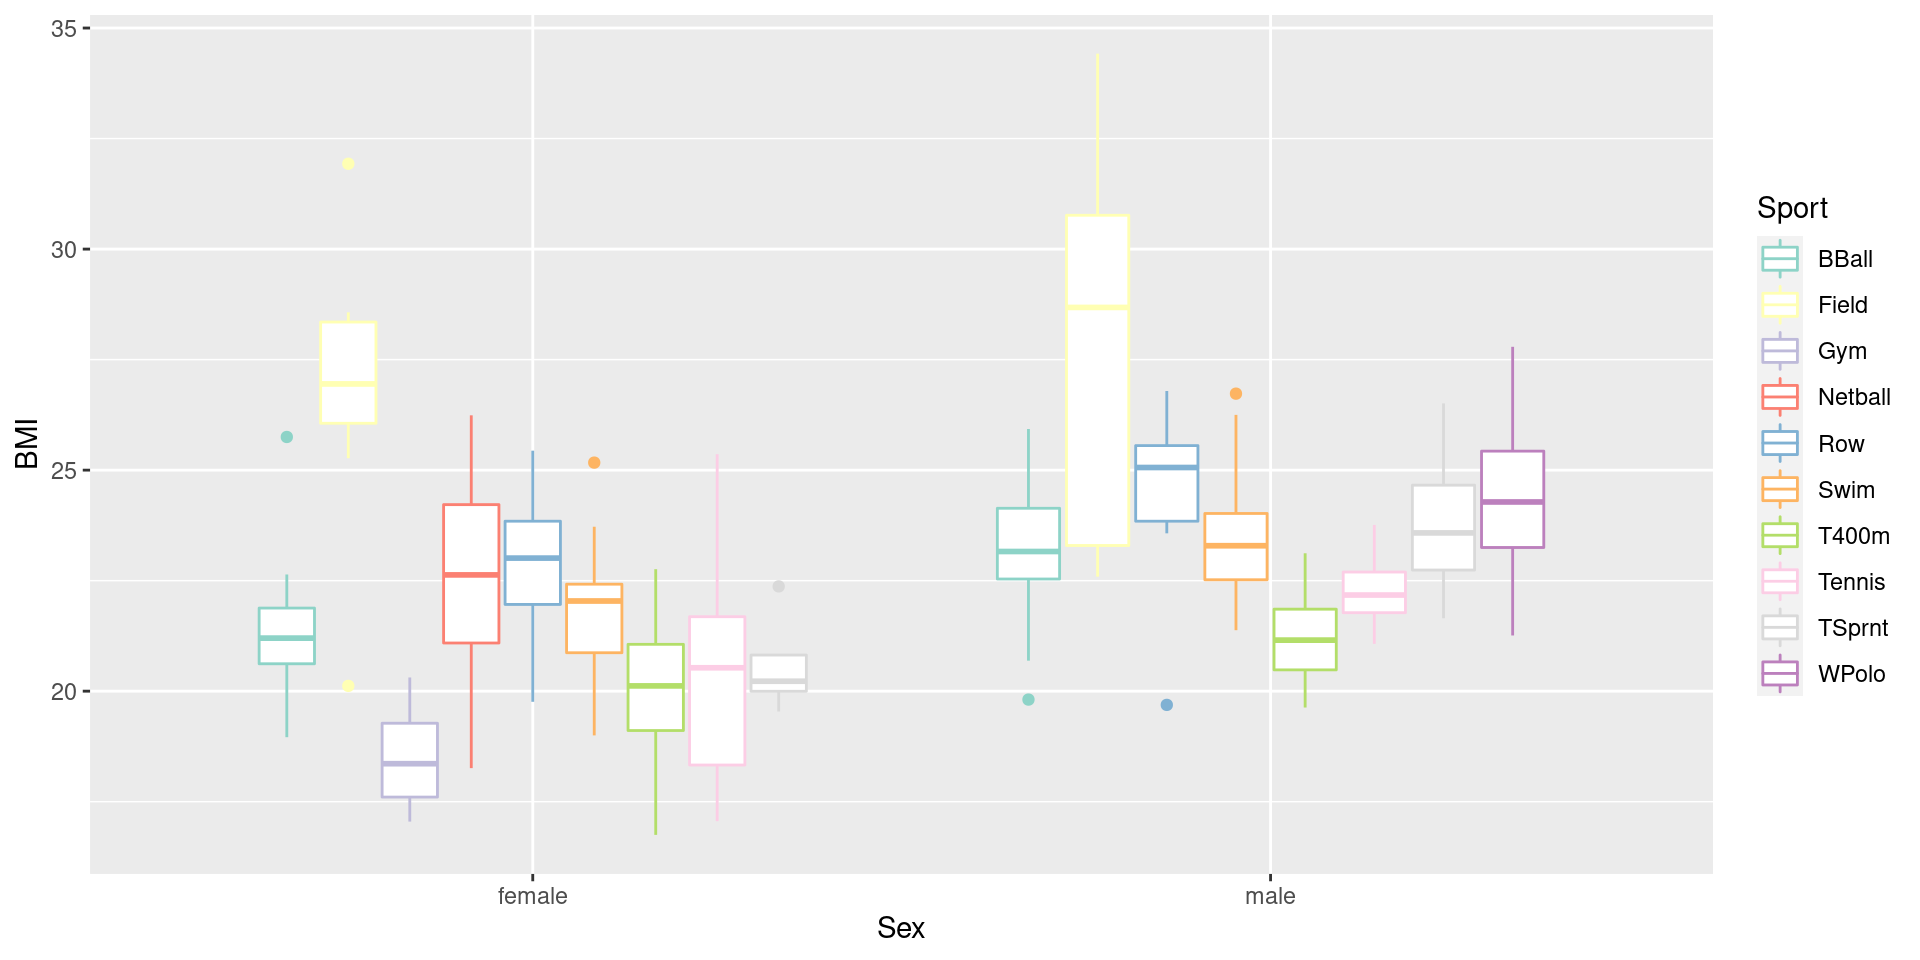 35
30
25
20
BMI
female
male
Sex
Sport
BBall
Field
Gym
Netball
Row
Swim
T400m
Tennis
TSprnt
WPolo